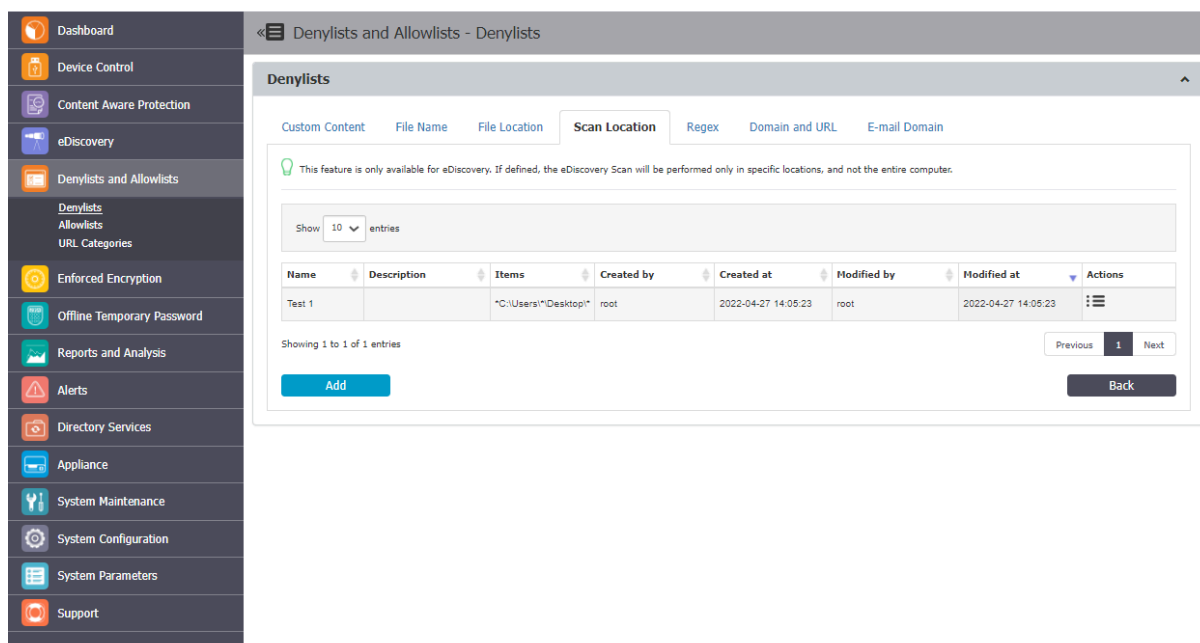 Dashboard
Device Control
Content Aware Protection
eDiscovery
Denylists and Allowlists
Denylists
Allowlists
URL Categories
Enforced Encryption
Offline Temporary Password
Reports and Analysis
Alerts
Directory Services
Appliance
System Maintenance
System Configuration
System Parameters
Support
« Denylists and Allowlists - Denylists
Denylists
Custom Content File Name File Location Scan Location Regex Domain and URL E-mail Domain
This feature is only available for eDiscovery. If defined, the eDiscovery Scan will be performed only in specific locations, and not the entire computer.
Show 10 entries
Name Description Items Created by Created at Modified by Modified at Actions
Test 1 *C:\Users\*\Desktop\* root 2022-04-27 14:05:23 root 2022-04-27 14:05:23
Showing 1 to 1 of 1 entries
Previous 1 Next
Add Back